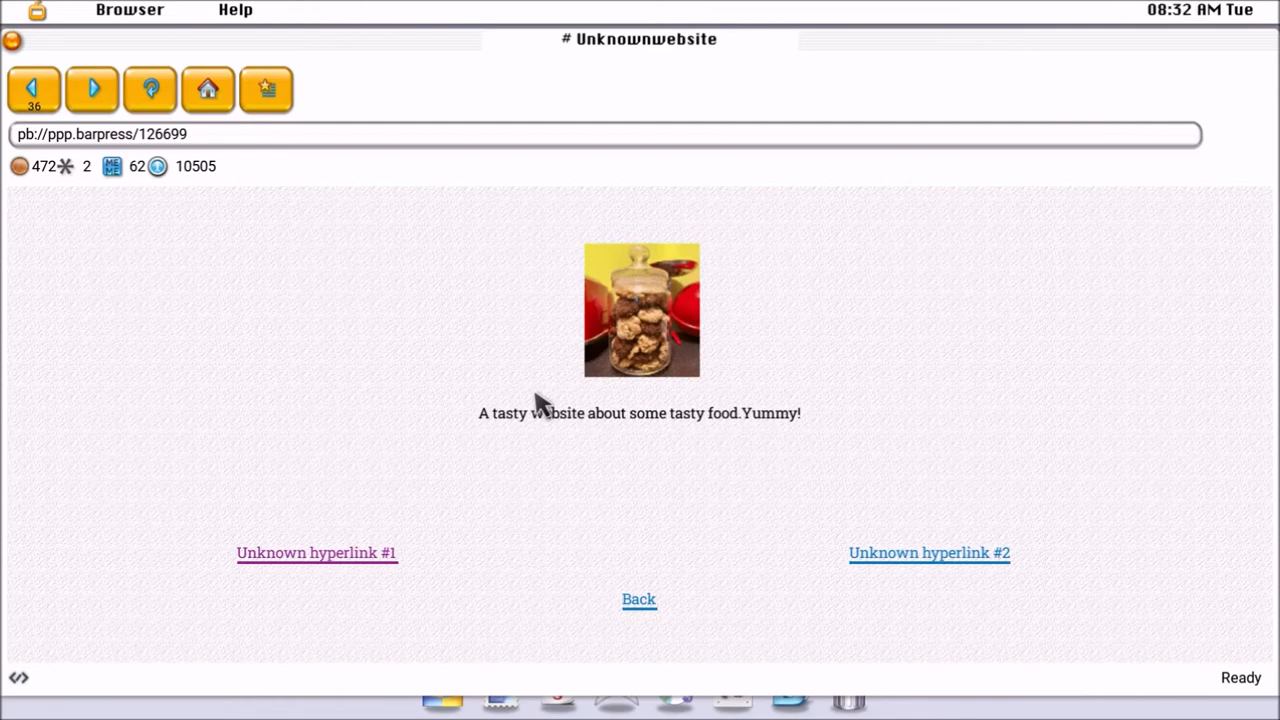 Browser Help 08:32 AM Tue
# Unknownwebsite
36
pb://ppp.barpress/126699
472 2 MEME 62 10505
A tasty website about some tasty food.Yummy!
Unknown hyperlink #1 Unknown hyperlink #2
Back
Ready